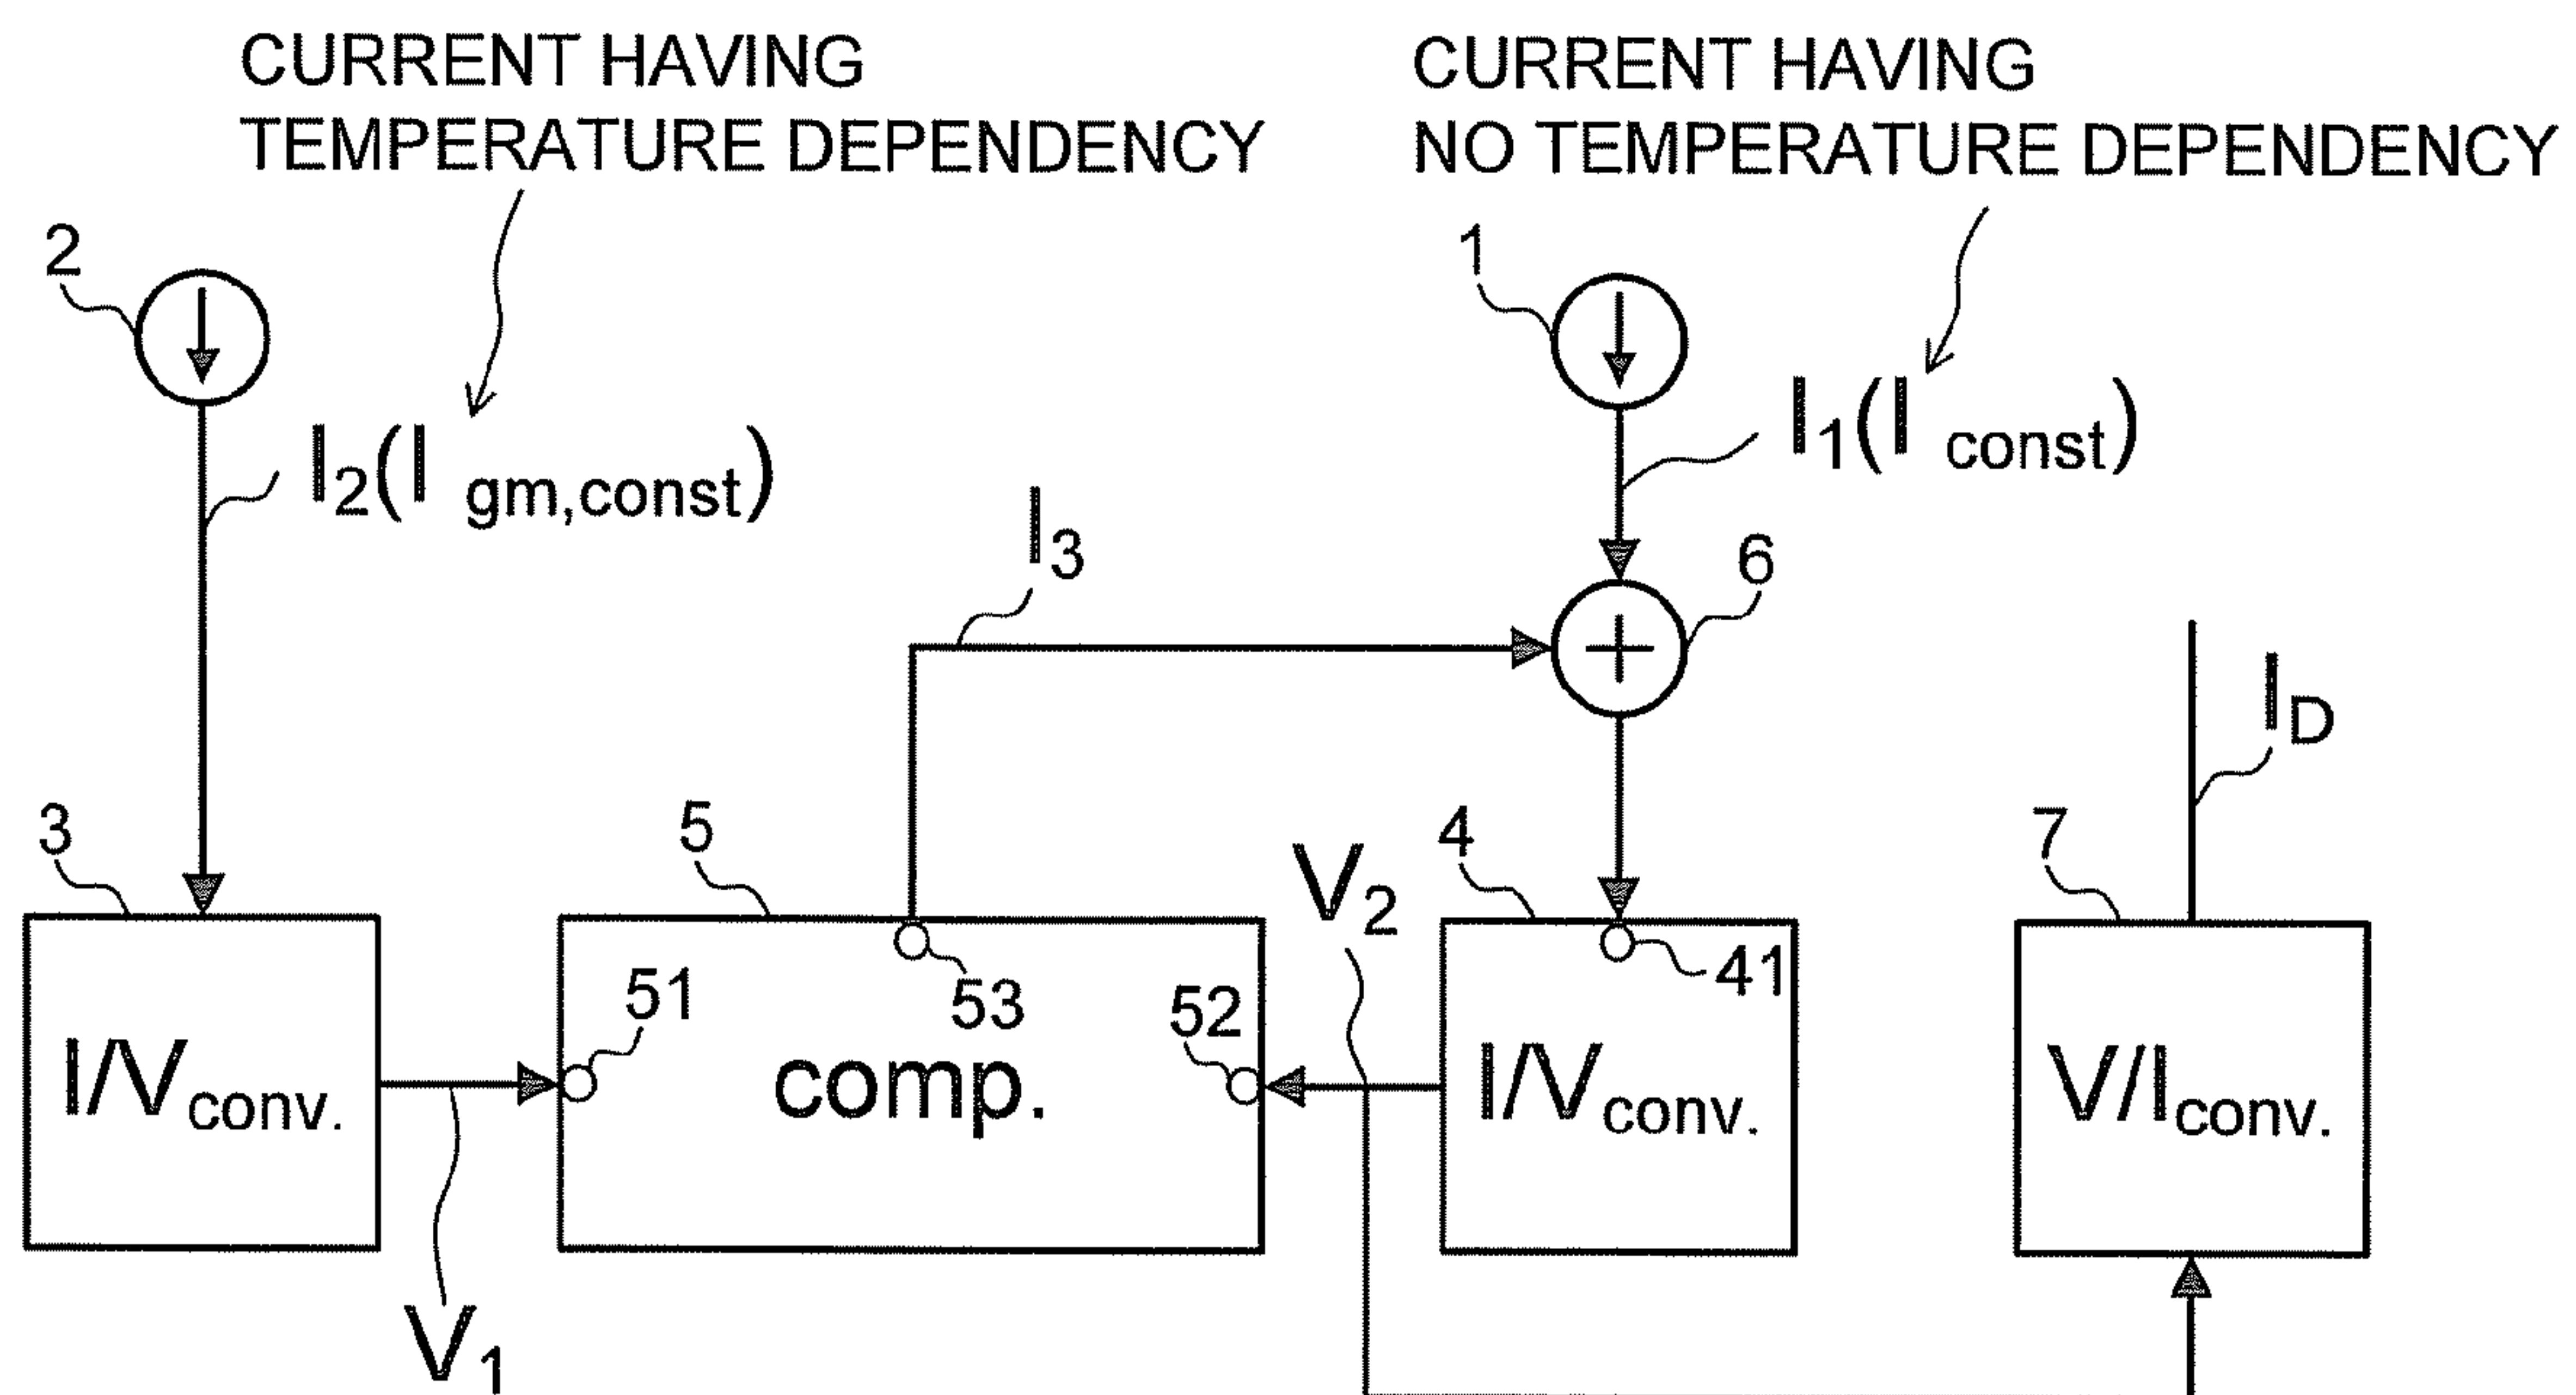 CURRENT HAVING
TEMPERATURE DEPENDENCY
CURRENT HAVING
NO TEMPERATURE DEPENDENCY
2
1
I2(I gm,const)
I1(I const)
I3
6
ID
3
5
V2
4
7
51
53
52
41
I/Vconv.
comp.
I/Vconv.
V/Iconv.
V1